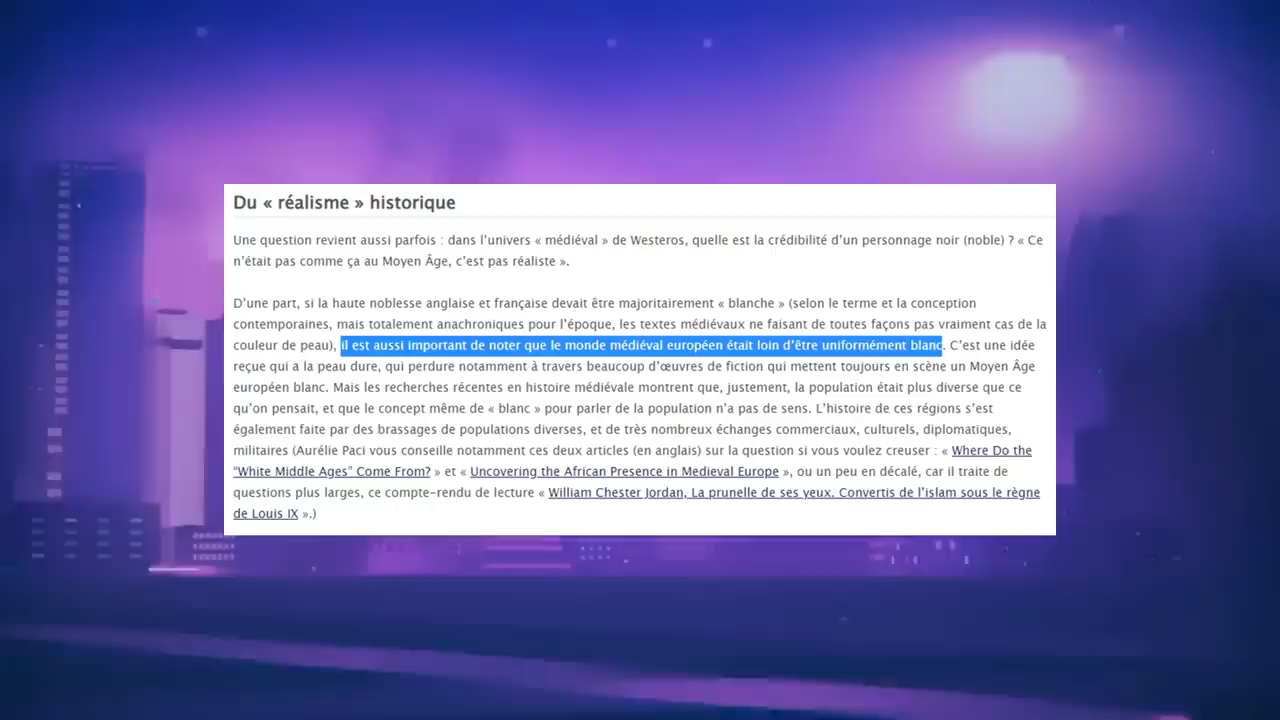 Du « réalisme » historique
Une question revient aussi parfois : dans l’univers « médiéval » de Westeros, quelle est la crédibilité d’un personnage noir (noble) ? « Ce
n’était pas comme ça au Moyen Âge, c’est pas réaliste ».
D’une part, si la haute noblesse anglaise et française devait être majoritairement « blanche » (selon le terme et la conception
contemporaines, mais totalement anachroniques pour l’époque, les textes médiévaux ne faisant de toutes façons pas vraiment cas de la
couleur de peau), il est aussi important de noter que le monde médiéval européen était loin d’être uniformément blanc. C’est une idée
reçue qui a la peau dure, qui perdure notamment à travers beaucoup d’œuvres de fiction qui mettent toujours en scène un Moyen Âge
européen blanc. Mais les recherches récentes en histoire médiévale montrent que, justement, la population était plus diverse que ce
qu’on pensait, et que le concept même de « blanc » pour parler de la population n’a pas de sens. L’histoire de ces régions s’est
également faite par des brassages de populations diverses, et de très nombreux échanges commerciaux, culturels, diplomatiques,
militaires (Aurélie Paci vous conseille notamment ces deux articles (en anglais) sur la question si vous voulez creuser : « Where Do the
“White Middle Ages” Come From? » et « Uncovering the African Presence in Medieval Europe », ou un peu en décalé, car il traite de
questions plus larges, ce compte-rendu de lecture « William Chester Jordan, La prunelle de ses yeux. Convertis de l’islam sous le règne
de Louis IX ».)